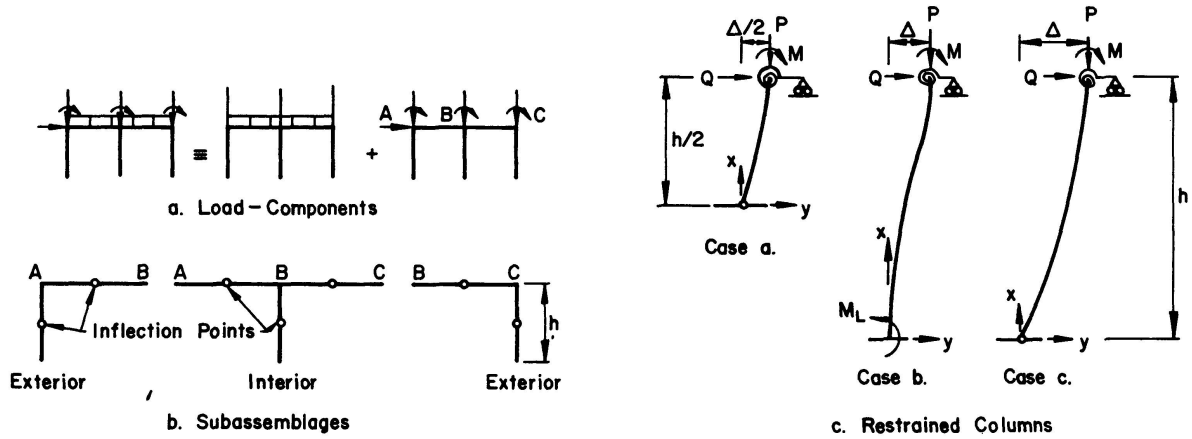 A B C
≡ +
a. Load-Components
A B A B C B C
h
Inflection Points
Exterior Interior Exterior
b. Subassemblages
Δ/2 P
M
Q
h/2
x
y
Case a.
Δ P
M
Q
x
M_L
y
Case b.
Δ P
M
Q
h
x
y
Case c.
c. Restrained Columns